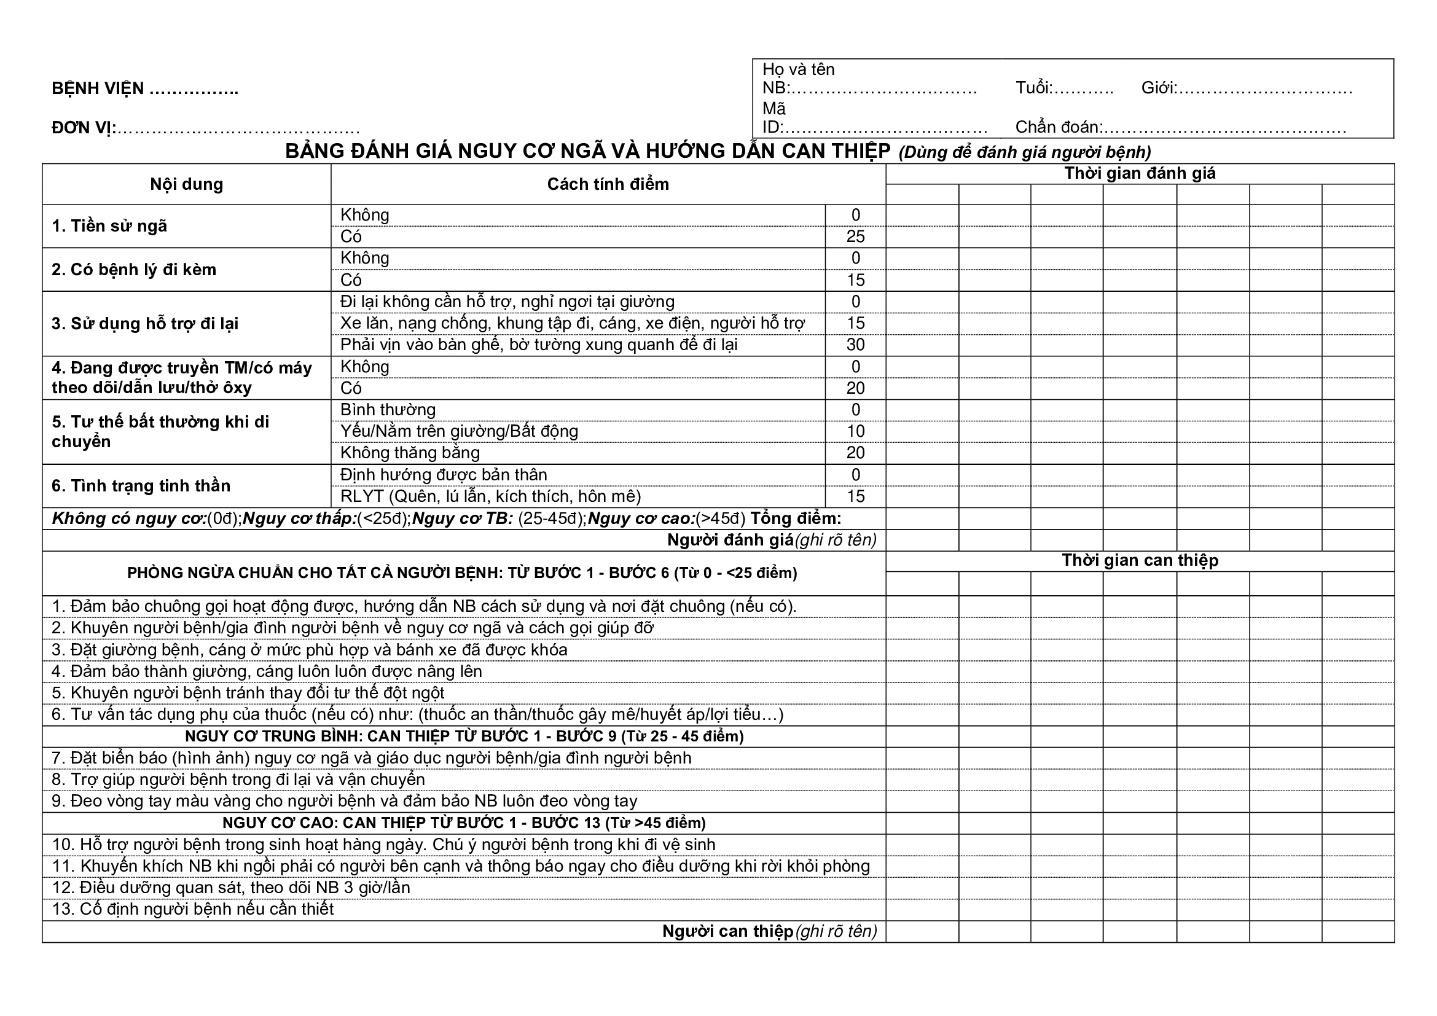 BỆNH VIỆN ……………..
ĐƠN VỊ:……………………………………
Họ và tên
NB:……………………………
Tuổi:………..
Giới:………………………….
Mã
ID:………………………………
Chẩn đoán:…………………………………….
BẢNG ĐÁNH GIÁ NGUY CƠ NGÃ VÀ HƯỚNG DẪN CAN THIỆP (Dùng để đánh giá người bệnh)
Nội dung
Cách tính điểm
Thời gian đánh giá
1. Tiền sử ngã
Không 0
Có 25
2. Có bệnh lý đi kèm
Không 0
Có 15
3. Sử dụng hỗ trợ đi lại
Đi lại không cần hỗ trợ, nghỉ ngơi tại giường 0
Xe lăn, nạng chống, khung tập đi, cáng, xe điện, người hỗ trợ 15
Phải vịn vào bàn ghế, bờ tường xung quanh để đi lại 30
4. Đang được truyền TM/có máy
theo dõi/dẫn lưu/thở ôxy
Không 0
Có 20
5. Tư thế bất thường khi di
chuyển
Bình thường 0
Yếu/Nằm trên giường/Bất động 10
Không thăng bằng 20
6. Tình trạng tinh thần
Định hướng được bản thân 0
RLYT (Quên, lú lẫn, kích thích, hôn mê) 15
Không có nguy cơ:(0đ);Nguy cơ thấp:(<25đ);Nguy cơ TB: (25-45đ);Nguy cơ cao:(>45đ) Tổng điểm:
Người đánh giá(ghi rõ tên)
PHÒNG NGỪA CHUẨN CHO TẤT CẢ NGƯỜI BỆNH: TỪ BƯỚC 1 - BƯỚC 6 (Từ 0 - <25 điểm)
Thời gian can thiệp
1. Đảm bảo chuông gọi hoạt động được, hướng dẫn NB cách sử dụng và nơi đặt chuông (nếu có).
2. Khuyên người bệnh/gia đình người bệnh về nguy cơ ngã và cách gọi giúp đỡ
3. Đặt giường bệnh, cáng ở mức phù hợp và bánh xe đã được khóa
4. Đảm bảo thành giường, cáng luôn luôn được nâng lên
5. Khuyên người bệnh tránh thay đổi tư thế đột ngột
6. Tư vấn tác dụng phụ của thuốc (nếu có) như: (thuốc an thần/thuốc gây mê/huyết áp/lợi tiểu…)
NGUY CƠ TRUNG BÌNH: CAN THIỆP TỪ BƯỚC 1 - BƯỚC 9 (Từ 25 - 45 điểm)
7. Đặt biển báo (hình ảnh) nguy cơ ngã và giáo dục người bệnh/gia đình người bệnh
8. Trợ giúp người bệnh trong đi lại và vận chuyển
9. Đeo vòng tay màu vàng cho người bệnh và đảm bảo NB luôn đeo vòng tay
NGUY CƠ CAO: CAN THIỆP TỪ BƯỚC 1 - BƯỚC 13 (Từ >45 điểm)
10. Hỗ trợ người bệnh trong sinh hoạt hàng ngày. Chú ý người bệnh trong khi đi vệ sinh
11. Khuyến khích NB khi ngồi phải có người bên cạnh và thông báo ngay cho điều dưỡng khi rời khỏi phòng
12. Điều dưỡng quan sát, theo dõi NB 3 giờ/lần
13. Cố định người bệnh nếu cần thiết
Người can thiệp(ghi rõ tên)